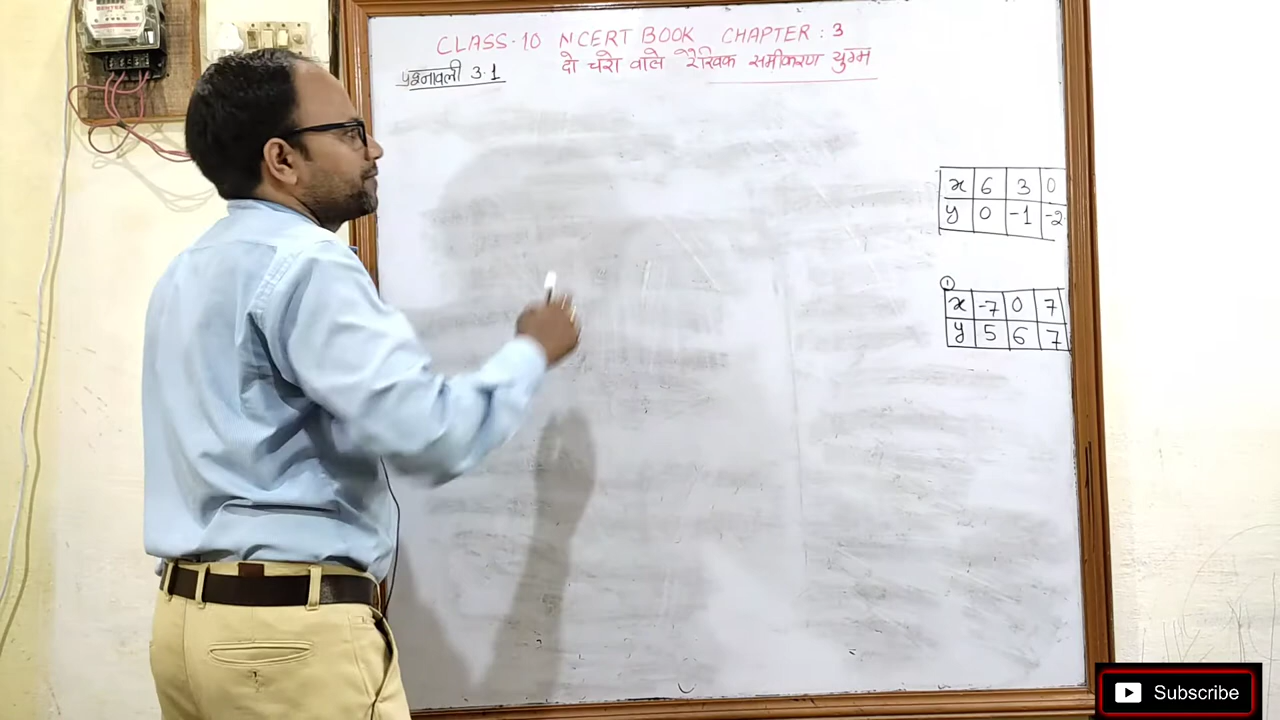 CLASS-10 NCERT BOOK CHAPTER : 3
दो चरो वाले रैखिक समीकरण युग्म
प्रश्नावली 3.1
x 6 3 0
y 0 -1 -2
①
x -7 0 7
y 5 6 7
Subscribe